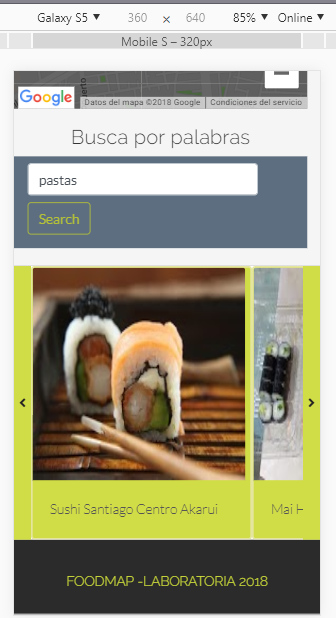 Galaxy S5 ▼ 360 × 640 85% ▼ Online ▼
Mobile S – 320px
Google
Datos del mapa ©2018 Google
Condiciones del servicio
Busca por palabras
pastas
Search
Sushi Santiago Centro Akarui
Mai H
FOODMAP -LABORATORIA 2018